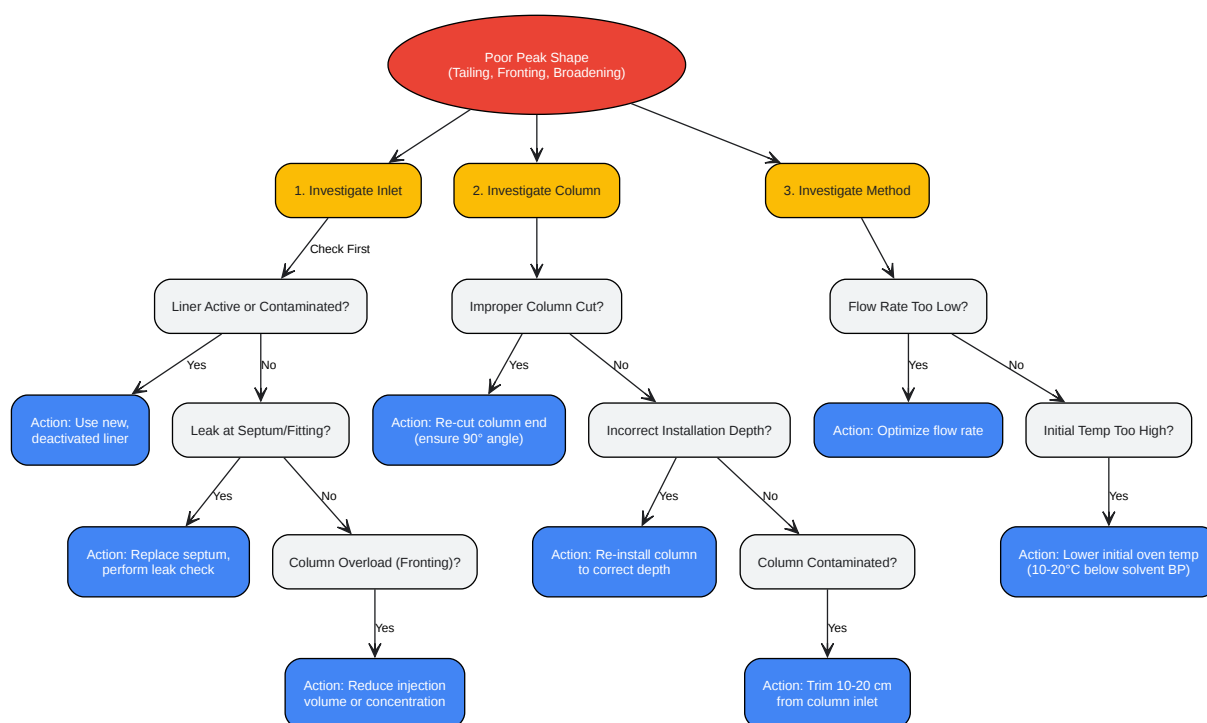 Poor Peak Shape
(Tailing, Fronting, Broadening)
1. Investigate Inlet
2. Investigate Column
3. Investigate Method
Check First
Liner Active or Contaminated?
Improper Column Cut?
Flow Rate Too Low?
Yes
No
Yes
No
Yes
No
Action: Use new,
deactivated liner
Leak at Septum/Fitting?
Action: Re-cut column end
(ensure 90° angle)
Incorrect Installation Depth?
Action: Optimize flow rate
Initial Temp Too High?
Yes
No
Yes
No
Yes
Action: Replace septum,
perform leak check
Column Overload (Fronting)?
Action: Re-install column
to correct depth
Column Contaminated?
Action: Lower initial oven temp
(10-20°C below solvent BP)
Yes
Yes
Action: Reduce injection
volume or concentration
Action: Trim 10-20 cm
from column inlet